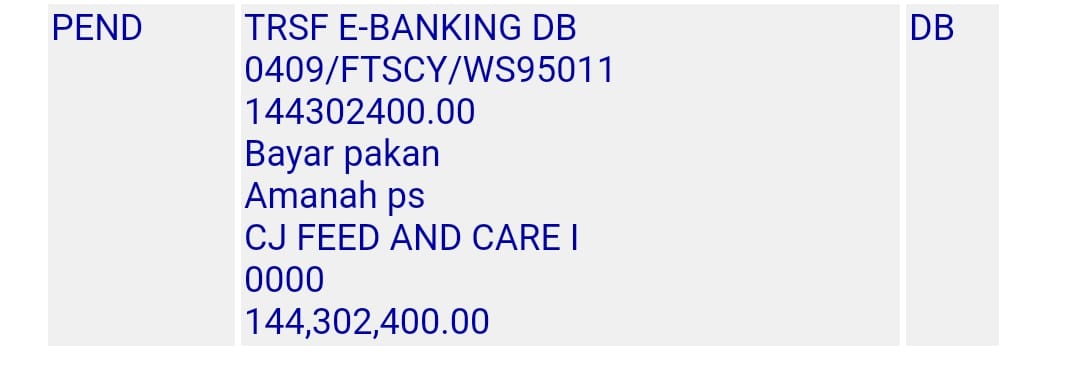 PEND
TRSF E-BANKING DB
0409/FTSCY/WS95011
144302400.00
Bayar pakan
Amanah ps
CJ FEED AND CARE I
0000
144,302,400.00
DB